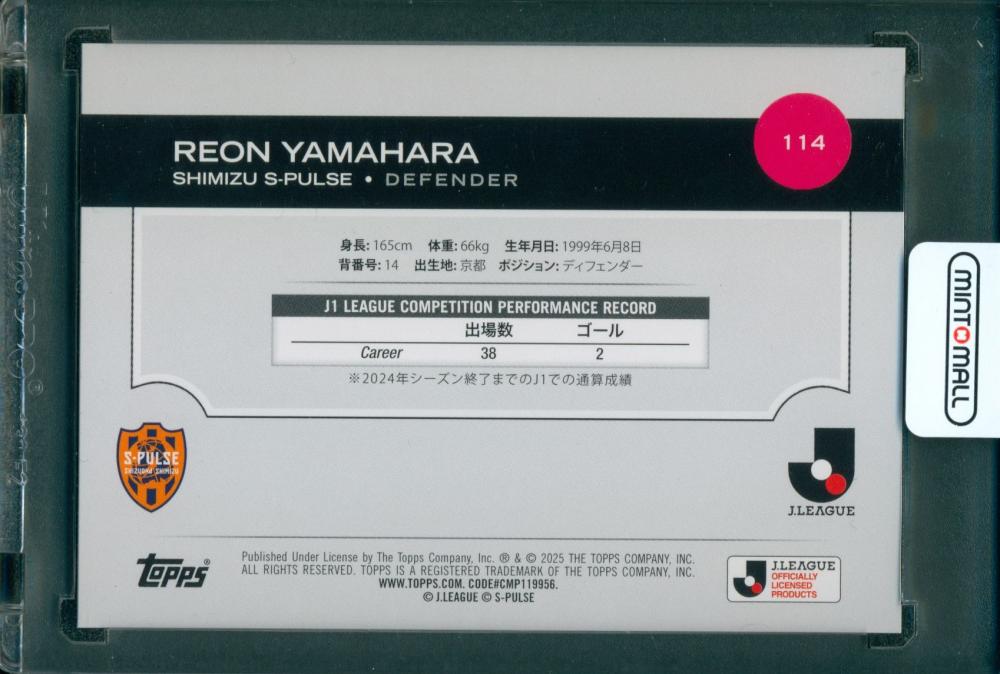 REON YAMAHARA
SHIMIZU S-PULSE • DEFENDER
114
身長: 165cm 体重: 66kg 生年月日: 1999年6月8日
背番号: 14 出生地: 京都 ポジション: ディフェンダー
J1 LEAGUE COMPETITION PERFORMANCE RECORD
出場数 ゴール
Career 38 2
※2024年シーズン終了までのJ1での通算成績
S-PULSE
SHIZUOKA SHIMIZU
J.LEAGUE
MINT MALL
Topps®
Published Under License by The Topps Company, Inc. ® & © 2025 THE TOPPS COMPANY, INC.
ALL RIGHTS RESERVED. TOPPS IS A REGISTERED TRADEMARK OF THE TOPPS COMPANY, INC.
WWW.TOPPS.COM. CODE#CMP119956.
© J.LEAGUE © S-PULSE
J.LEAGUE
OFFICIALLY
LICENSED
PRODUCTS